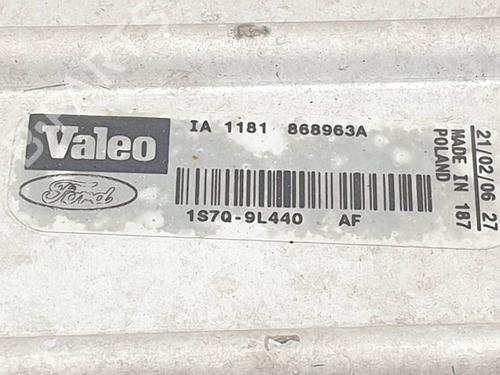 Valeo
IA 1181 868963A
Ford
1S7Q-9L440 AF
21/02/06 27
MADE IN 187
POLAND